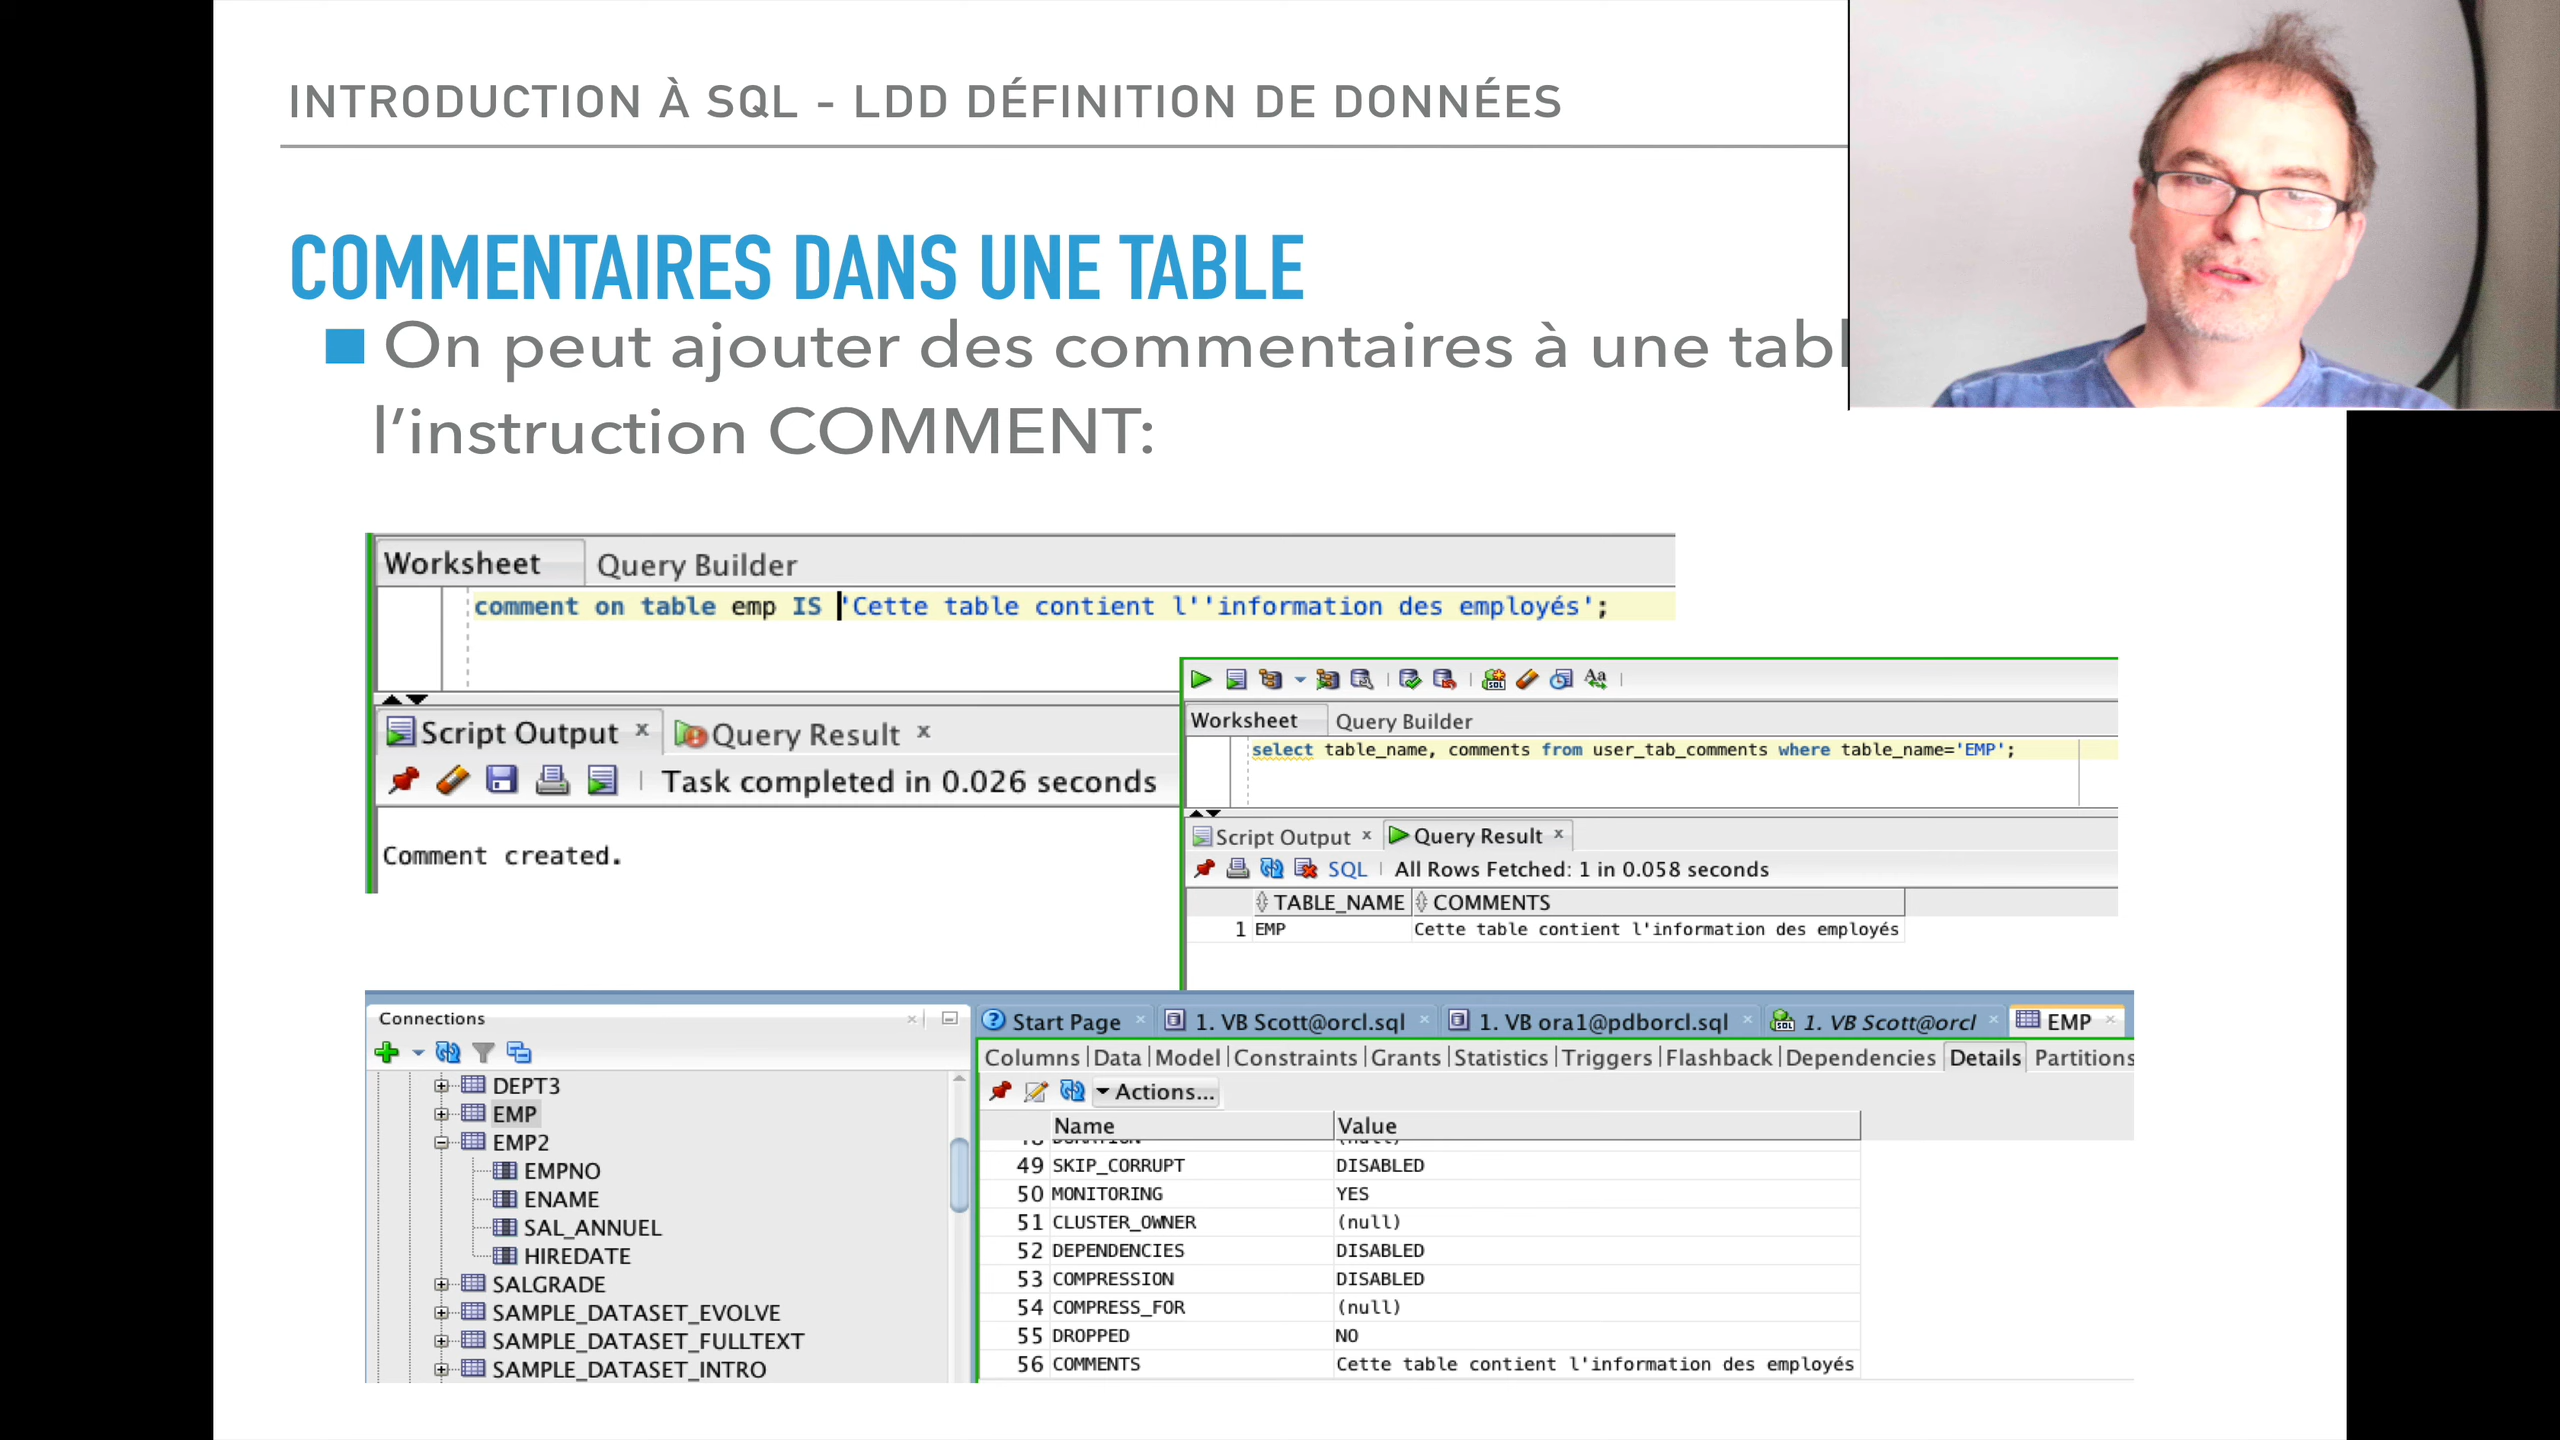 INTRODUCTION À SQL - LDD DÉFINITION DE DONNÉES
COMMENTAIRES DANS UNE TABLE
On peut ajouter des commentaires à une
l’instruction COMMENT:
Worksheet Query Builder
comment on table emp IS 'Cette table contient l''information des employés';
Script Output x Query Result x
Task completed in 0.026 seconds
Comment created.
Worksheet Query Builder
select table_name, comments from user_tab_comments where table_name='EMP';
Script Output x Query Result x
SQL All Rows Fetched: 1 in 0.058 seconds
TABLE_NAME COMMENTS
1 EMP Cette table contient l'information des employés
Connections
DEPT3
EMP
EMP2
EMPNO
ENAME
SAL_ANNUEL
HIREDATE
SALGRADE
SAMPLE_DATASET_EVOLVE
SAMPLE_DATASET_FULLTEXT
SAMPLE_DATASET_INTRO
Start Page 1. VB Scott@orcl.sql 1. VB ora1@pdborcl.sql 1. VB Scott@orcl EMP
Columns Data Model Constraints Grants Statistics Triggers Flashback Dependencies Details Partitions
Actions...
Name Value
49 SKIP_CORRUPT DISABLED
50 MONITORING YES
51 CLUSTER_OWNER (null)
52 DEPENDENCIES DISABLED
53 COMPRESSION DISABLED
54 COMPRESS_FOR (null)
55 DROPPED NO
56 COMMENTS Cette table contient l'information des employés